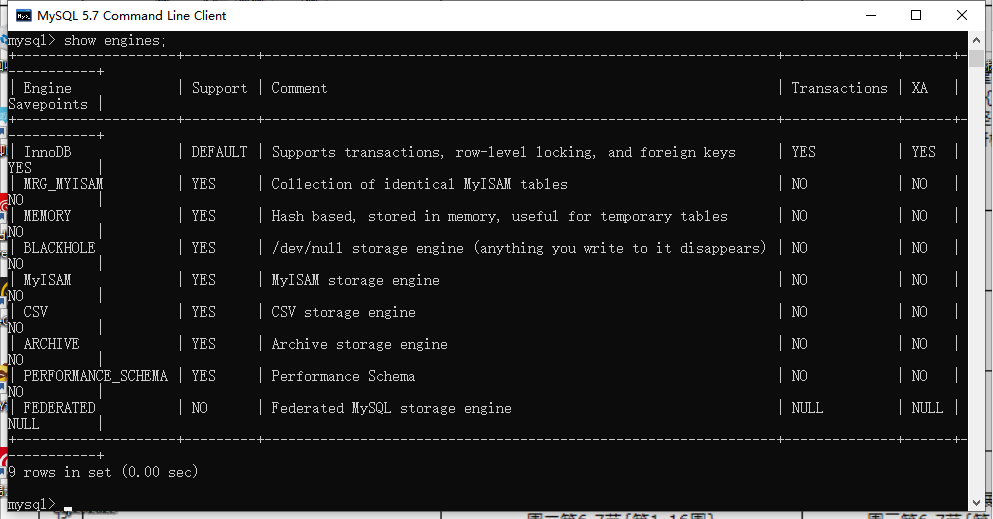 MySQL 5.7 Command Line Client
mysql> show engines;
+--------------------+---------+----------------------------------------------------------------+--------------+------+
------------+
| Engine             | Support | Comment                                                        | Transactions | XA   |
Savepoints |
+--------------------+---------+----------------------------------------------------------------+--------------+------+
------------+
| InnoDB             | DEFAULT | Supports transactions, row-level locking, and foreign keys     | YES          | YES  |
YES        |
| MRG_MYISAM         | YES     | Collection of identical MyISAM tables                          | NO           | NO   |
NO         |
| MEMORY             | YES     | Hash based, stored in memory, useful for temporary tables      | NO           | NO   |
NO         |
| BLACKHOLE          | YES     | /dev/null storage engine (anything you write to it disappears) | NO           | NO   |
NO         |
| MyISAM             | YES     | MyISAM storage engine                                          | NO           | NO   |
NO         |
| CSV                | YES     | CSV storage engine                                             | NO           | NO   |
NO         |
| ARCHIVE            | YES     | Archive storage engine                                         | NO           | NO   |
NO         |
| PERFORMANCE_SCHEMA | YES     | Performance Schema                                             | NO           | NO   |
NO         |
| FEDERATED          | NO      | Federated MySQL storage engine                                 | NULL         | NULL |
NULL       |
+--------------------+---------+----------------------------------------------------------------+--------------+------+
------------+
9 rows in set (0.00 sec)
mysql>